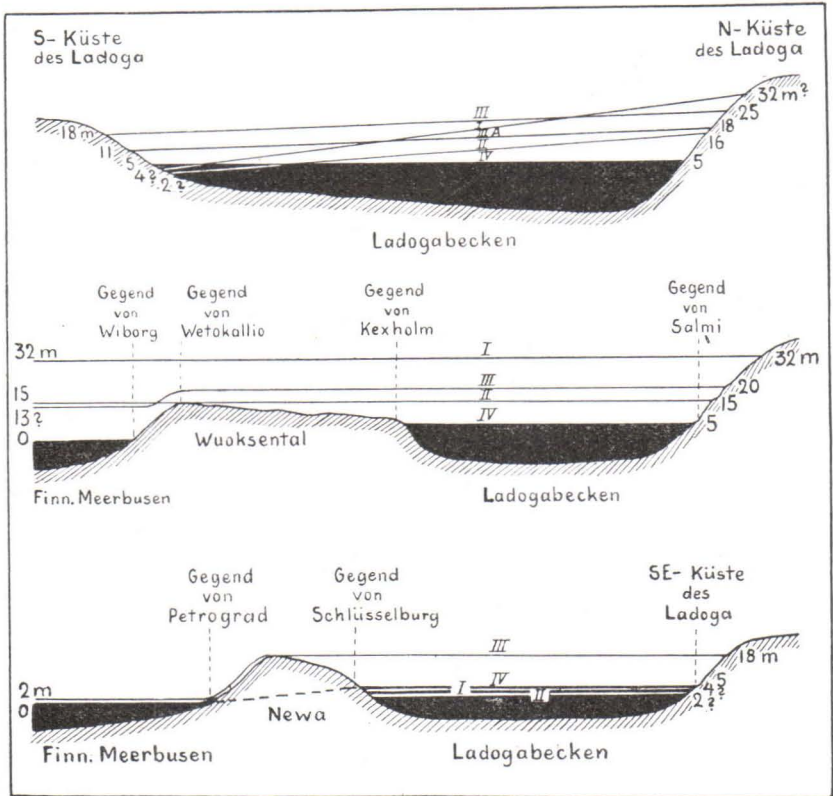 S- Küste
des Ladoga
N- Küste
des Ladoga
III
32 m?
25
18 m
II A
18
11
II
16
5
IV
5
4?
2?
Ladogabecken
Gegend
von
Wiborg
Gegend
von
Wetokallio
Gegend
von
Kexholm
Gegend
von
Salmi
32 m
I
32 m
III
20
15
II
15
13?
IV
5
0
Wuoksental
Finn. Meerbusen
Ladogabecken
Gegend
von
Petrograd
Gegend
von
Schlüsselburg
SE- Küste
des
Ladoga
III
18 m
2 m
IV
5
I
4?
0
II
2?
Newa
Finn. Meerbusen
Ladogabecken